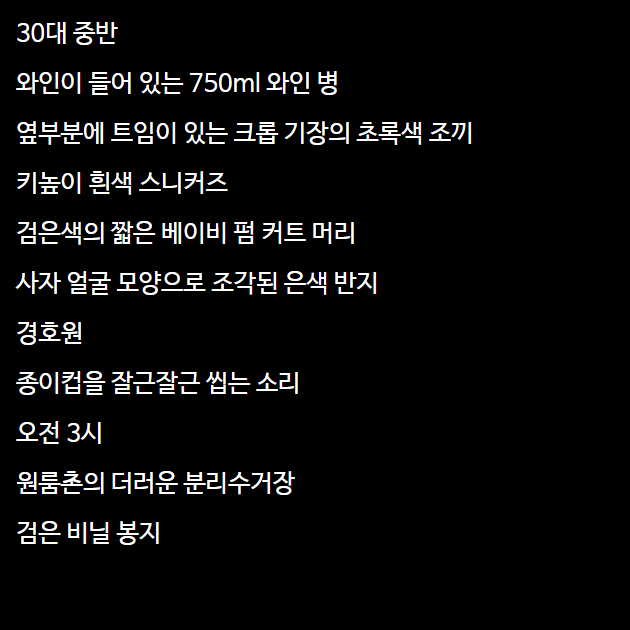 30대 중반
와인이 들어 있는 750ml 와인 병
옆부분에 트임이 있는 크롭 기장의 초록색 조끼
키높이 흰색 스니커즈
검은색의 짧은 베이비 펌 커트 머리
사자 얼굴 모양으로 조각된 은색 반지
경호원
종이컵을 잘근잘근 씹는 소리
오전 3시
원룸촌의 더러운 분리수거장
검은 비닐 봉지